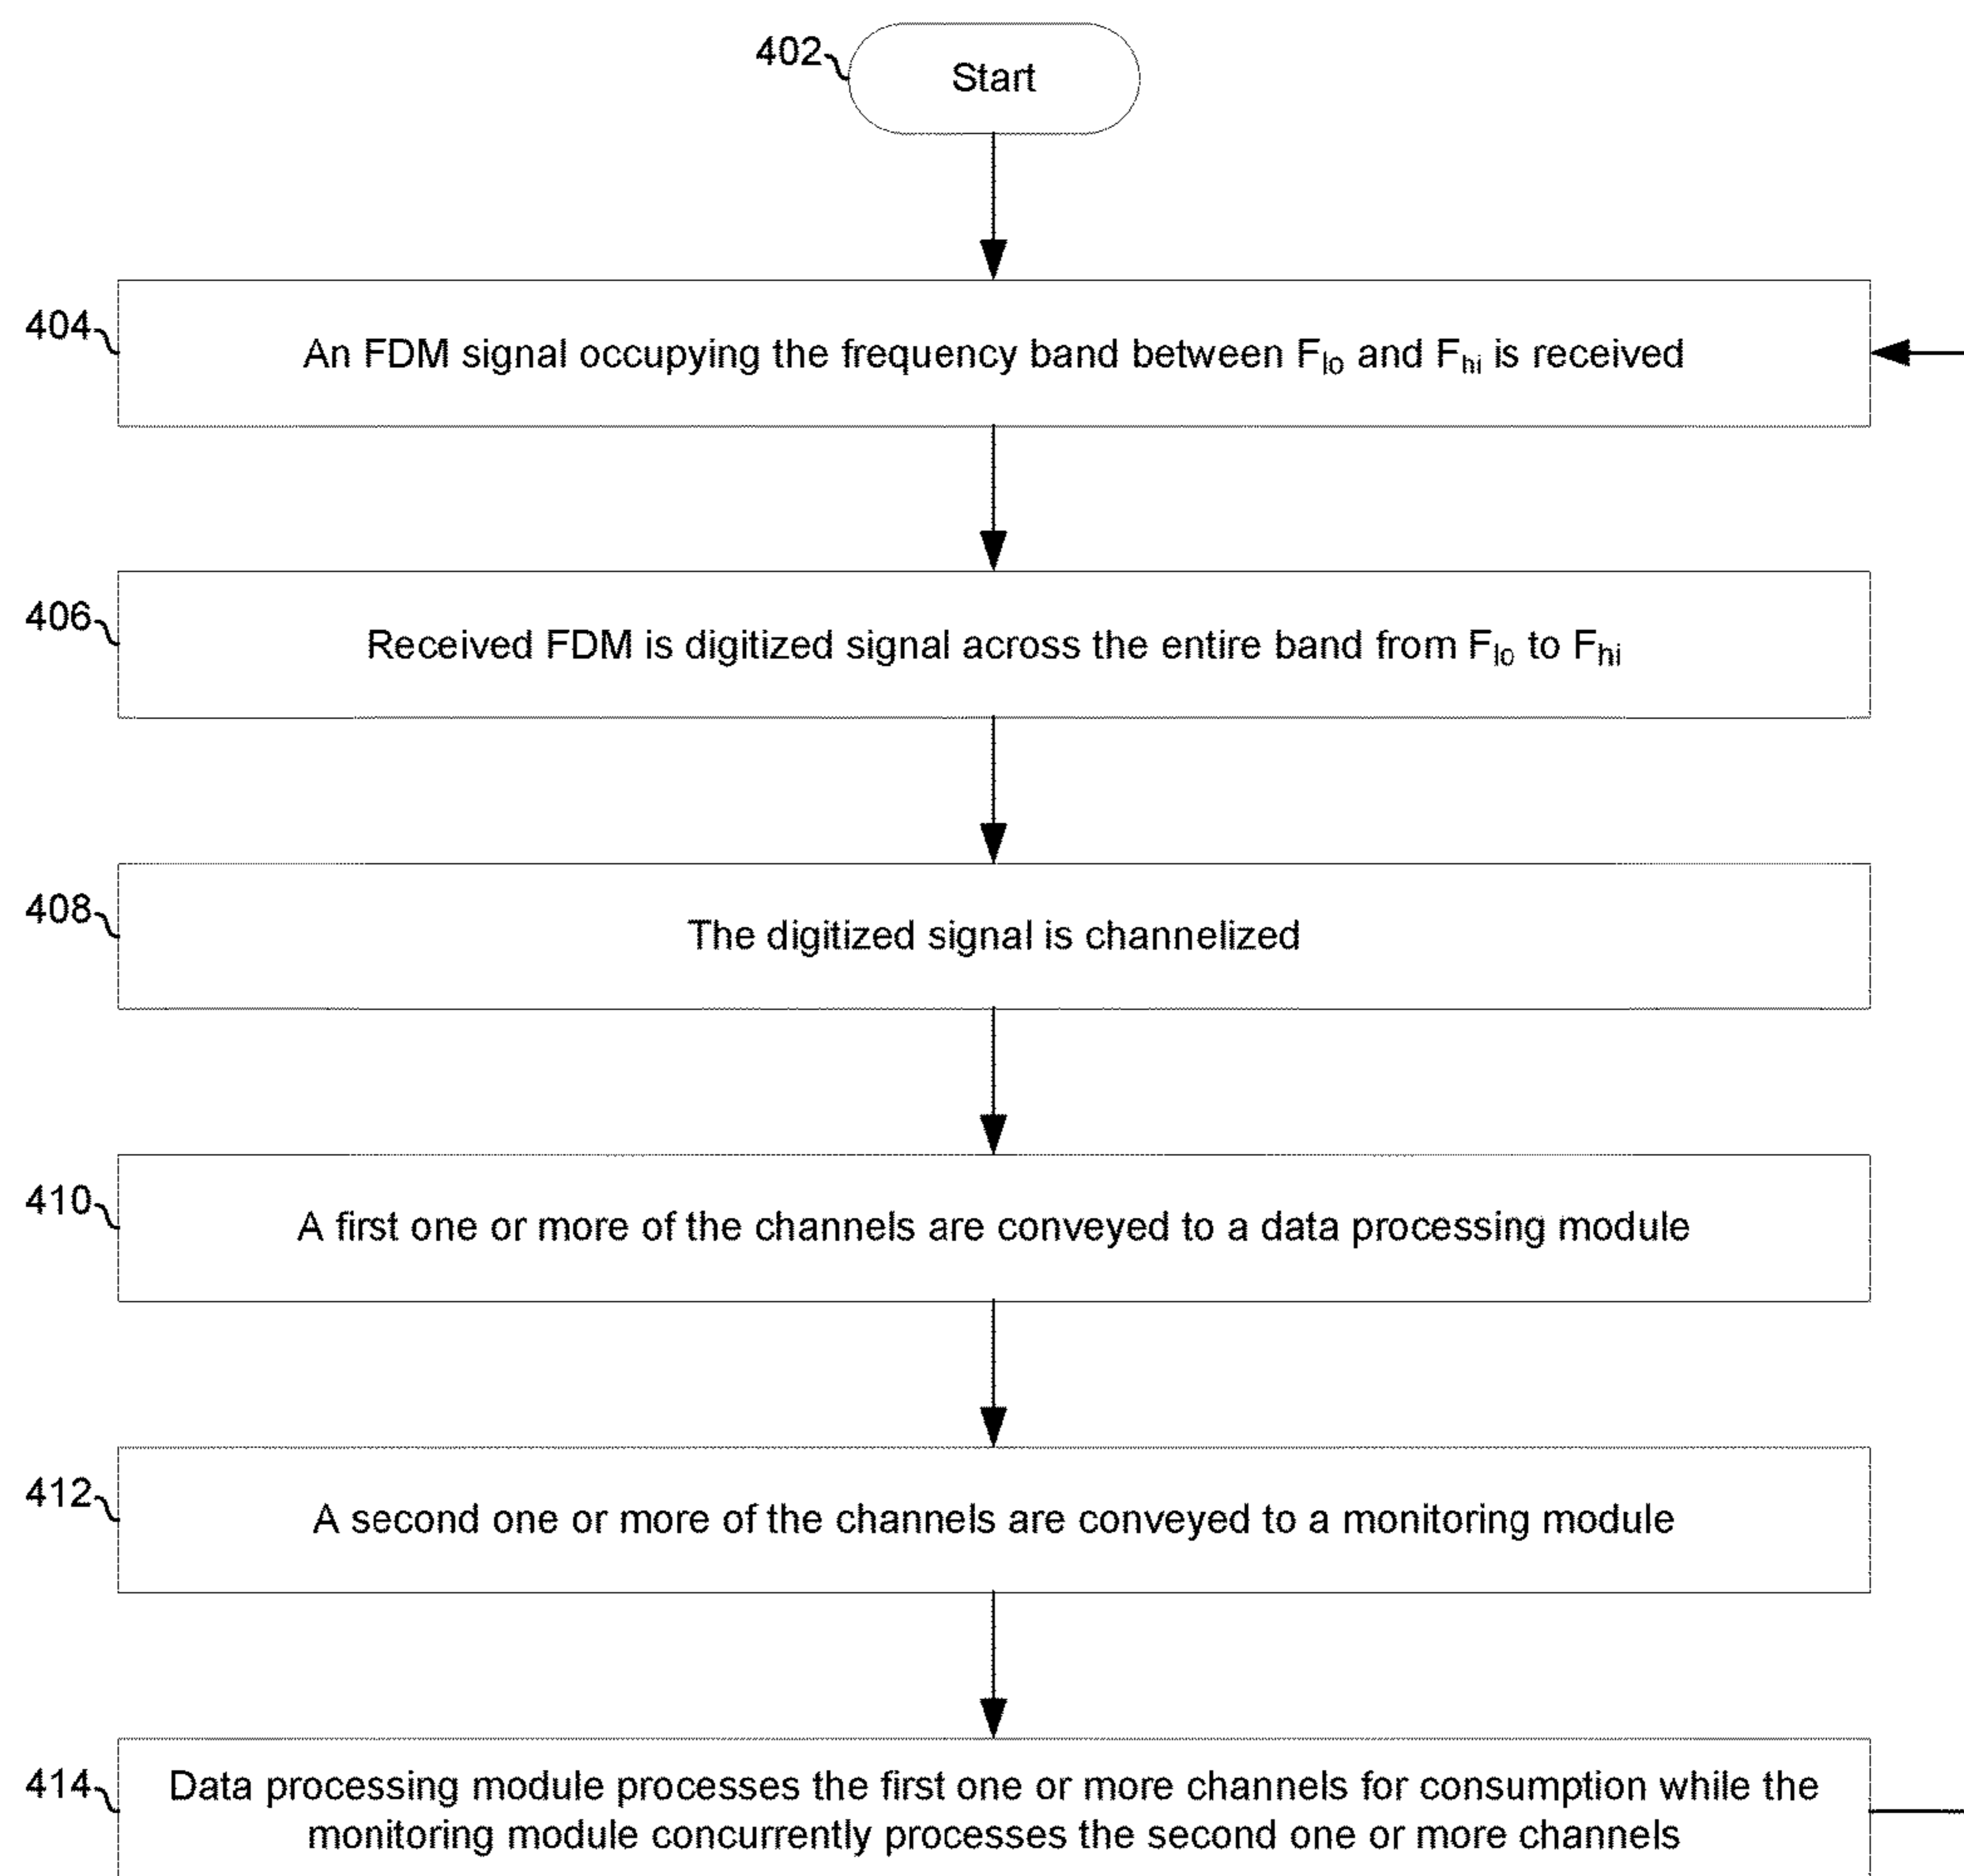 402
Start
404
An FDM signal occupying the frequency band between Flo and Fhi is received
406
Received FDM is digitized signal across the entire band from Flo to Fhi
408
The digitized signal is channelized
410
A first one or more of the channels are conveyed to a data processing module
412
A second one or more of the channels are conveyed to a monitoring module
414
Data processing module processes the first one or more channels for consumption while the
monitoring module concurrently processes the second one or more channels